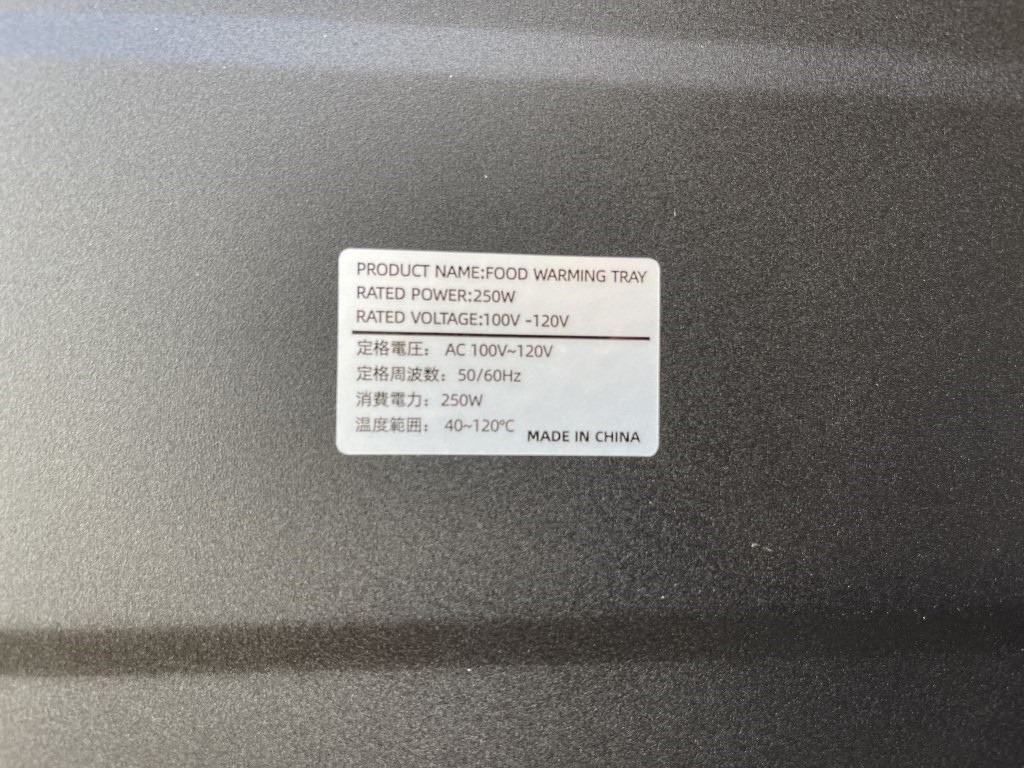 PRODUCT NAME:FOOD WARMING TRAY
RATED POWER:250W
RATED VOLTAGE:100V -120V
定格電圧: AC 100V~120V
定格周波数: 50/60Hz
消費電力: 250W
温度範囲: 40~120℃
MADE IN CHINA